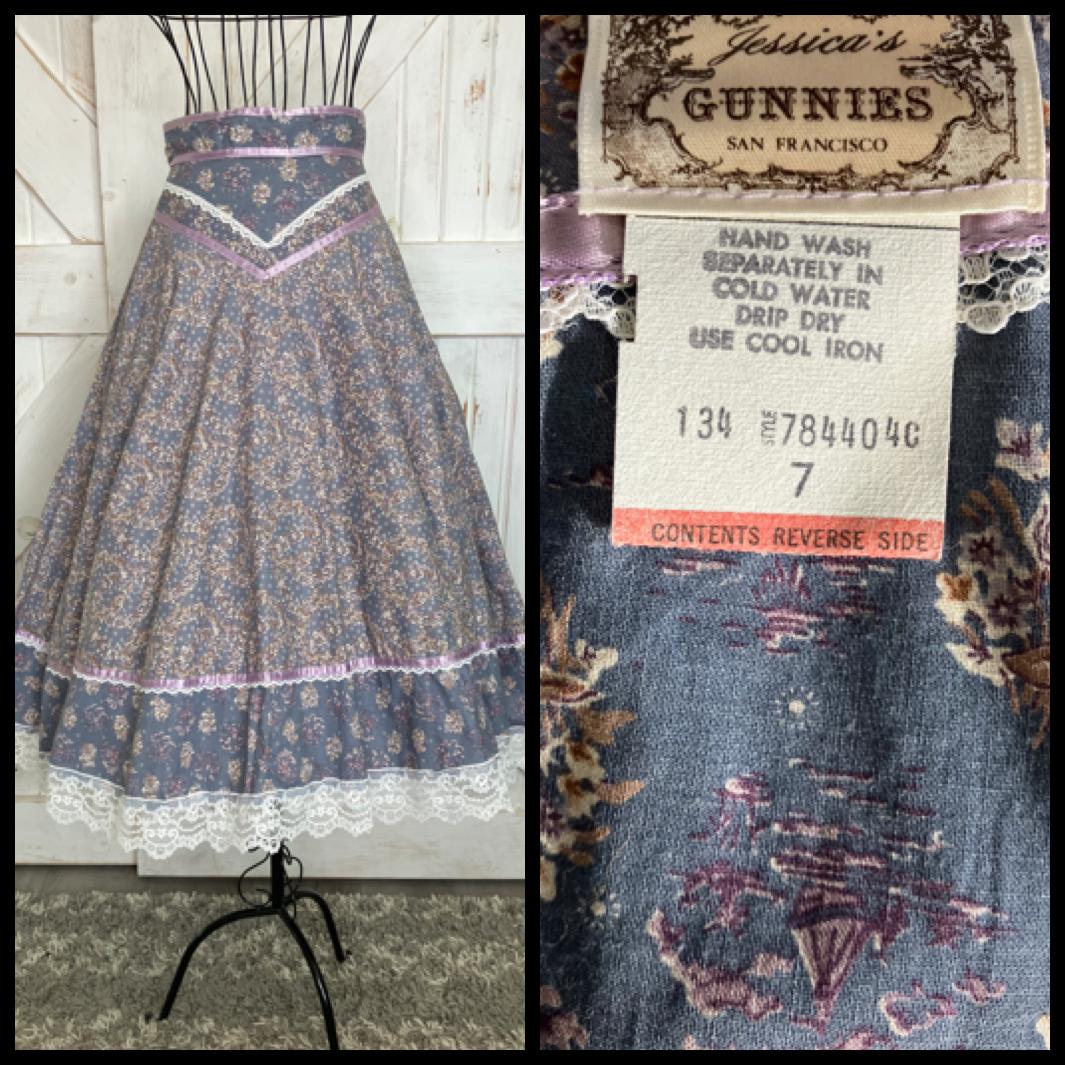 Jessica's
GUNNIES
SAN FRANCISCO
HAND WASH
SEPARATELY IN
COLD WATER
DRIP DRY
USE COOL IRON
134 STYLE 784404C
7
CONTENTS REVERSE SIDE